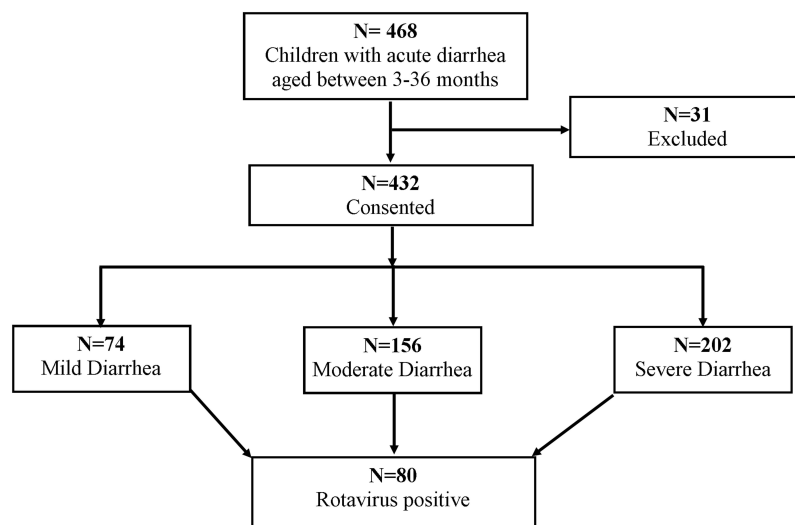 N= 468
Children with acute diarrhea
aged between 3-36 months
N=31
Excluded
N=432
Consented
N=74
Mild Diarrhea
N=156
Moderate Diarrhea
N=202
Severe Diarrhea
N=80
Rotavirus positive